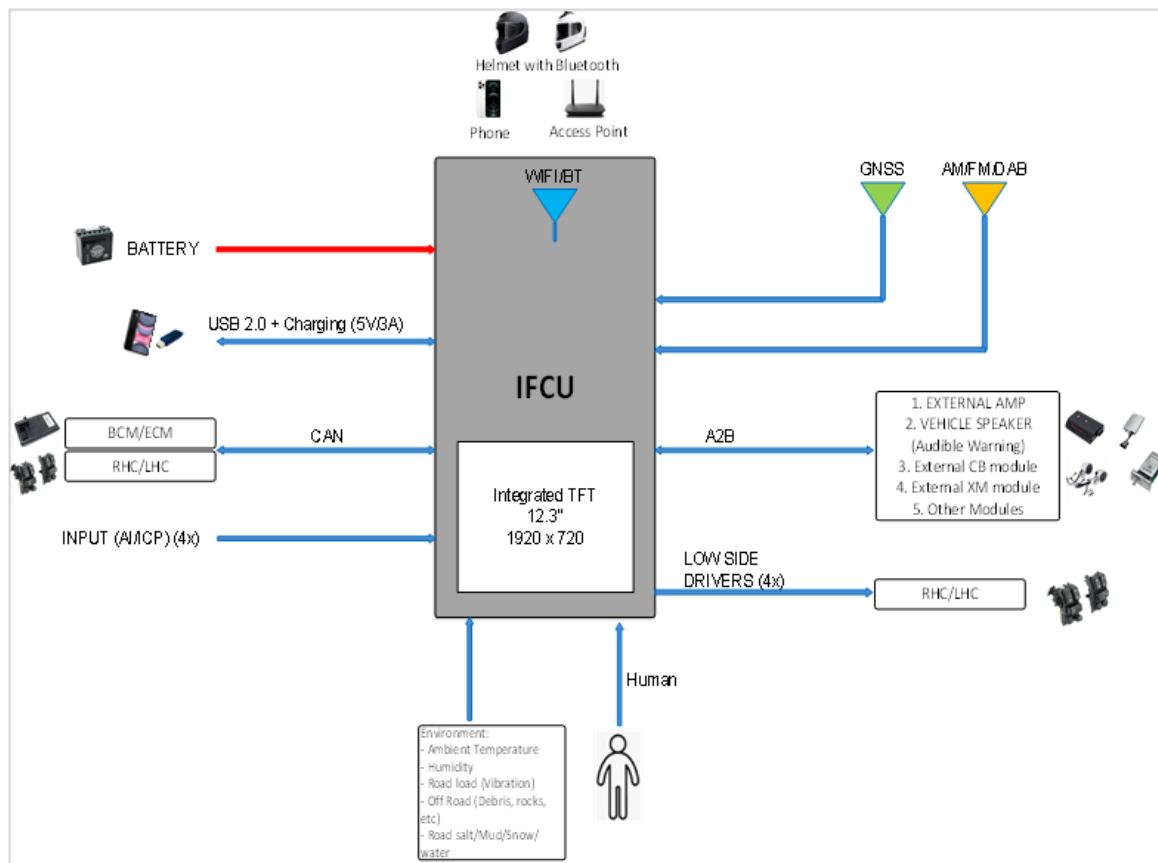 Helmet with Bluetooth
Phone
Access Point
WIFI/BT
GNSS
AM/FM/DAB
BATTERY
USB 2.0 + Charging (5V/3A)
IFCU
BCM/ECM
RHC/LHC
CAN
A2B
1. EXTERNAL AMP
2. VEHICLE SPEAKER
(Audible Warning)
3. External CB module
4. External XM module
5. Other Modules
Integrated TFT
12.3"
1920 x 720
INPUT (AI/ICP) (4x)
LOW SIDE
DRIVERS (4x)
RHC/LHC
Human
Environment:
- Ambient Temperature
- Humidity
- Road load (Vibration)
- Off Road (Debris, rocks,
etc)
- Road salt/Mud/Snow/
water